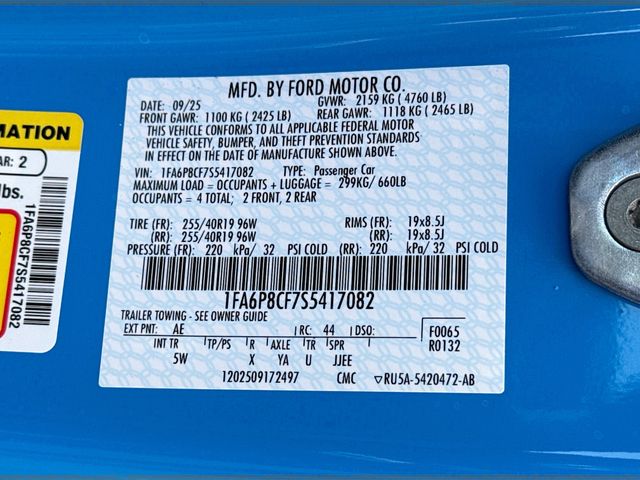 MFD. BY FORD MOTOR CO.
DATE: 09/25 GVWR: 2159 KG ( 4760 LB)
FRONT GAWR: 1100 KG ( 2425 LB) REAR GAWR: 1118 KG ( 2465 LB)
THIS VEHICLE CONFORMS TO ALL APPLICABLE FEDERAL MOTOR
VEHICLE SAFETY, BUMPER, AND THEFT PREVENTION STANDARDS
IN EFFECT ON THE DATE OF MANUFACTURE SHOWN ABOVE.
VIN: 1FA6P8CF7S5417082 TYPE: Passenger Car
MAXIMUM LOAD = OCCUPANTS + LUGGAGE = 299KG/ 660LB
OCCUPANTS = 4 TOTAL; 2 FRONT, 2 REAR
TIRE (FR): 255/40R19 96W RIMS (FR): 19x8.5J
(RR): 255/40R19 96W (RR): 19x8.5J
PRESSURE (FR): 220 kPa/ 32 PSI COLD (RR): 220 kPa/ 32 PSI COLD
1FA6P8CF7S5417082
TRAILER TOWING - SEE OWNER GUIDE
EXT PNT: AE RC: 44 DSO: F0065
INT TR TP/PS R AXLE TR SPR R0132
5W X YA U JJEE
1202509172497 CMC RU5A-5420472-AB
MATION
AR: 2
lbs.
1FA6P8CF7S5417082